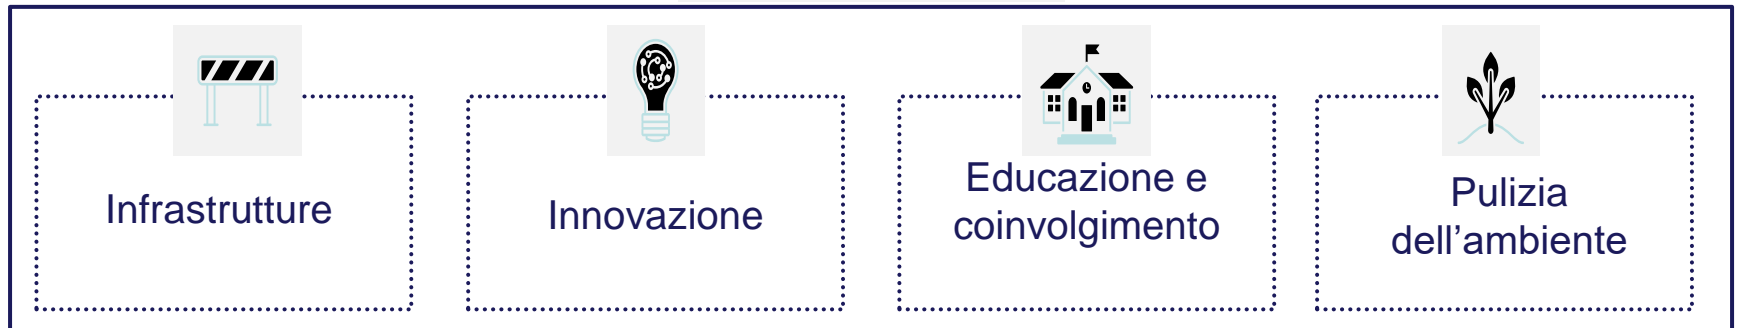 Infrastrutture
Innovazione
Educazione e
coinvolgimento
Pulizia
dell’ambiente